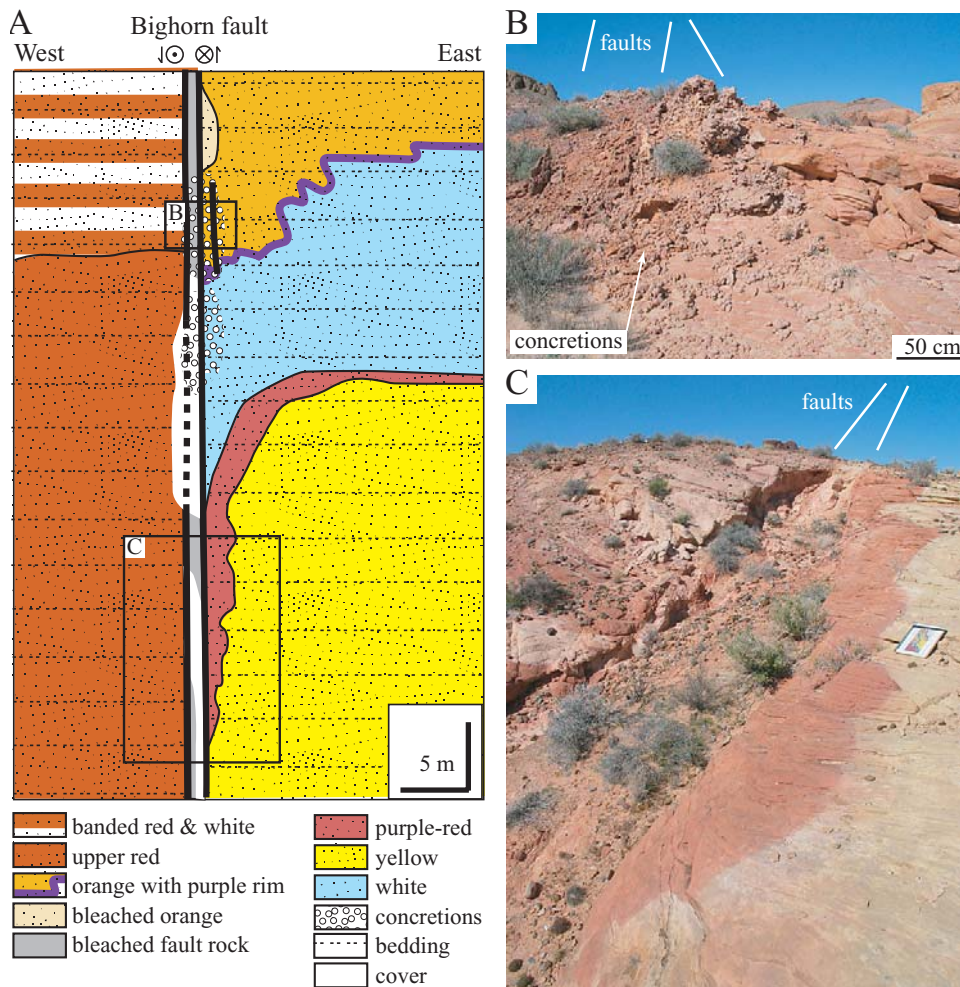 A
Bighorn fault
West
East
B
C
5 m
banded red & white
upper red
orange with purple rim
bleached orange
bleached fault rock
purple-red
yellow
white
concretions
bedding
cover
B
faults
concretions
50 cm
C
faults